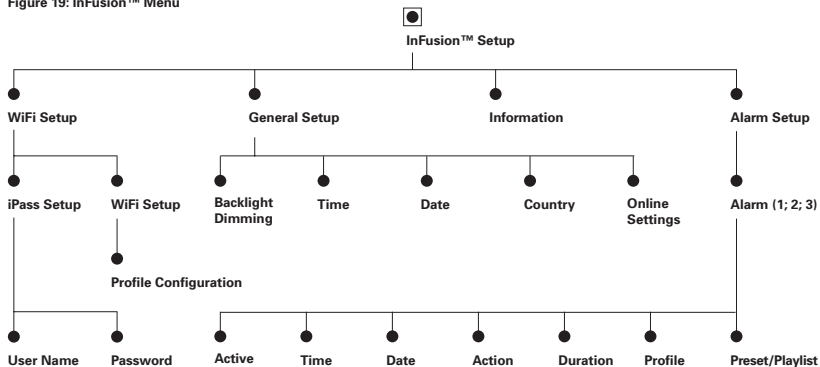 Figure 19: InFusion™ Menu
InFusion™ Setup
WiFi Setup
General Setup
Information
Alarm Setup
iPass Setup
WiFi Setup
Backlight
Dimming
Time
Date
Country
Online
Settings
Alarm (1; 2; 3)
Profile Configuration
User Name
Password
Active
Time
Date
Action
Duration
Profile
Preset/Playlist